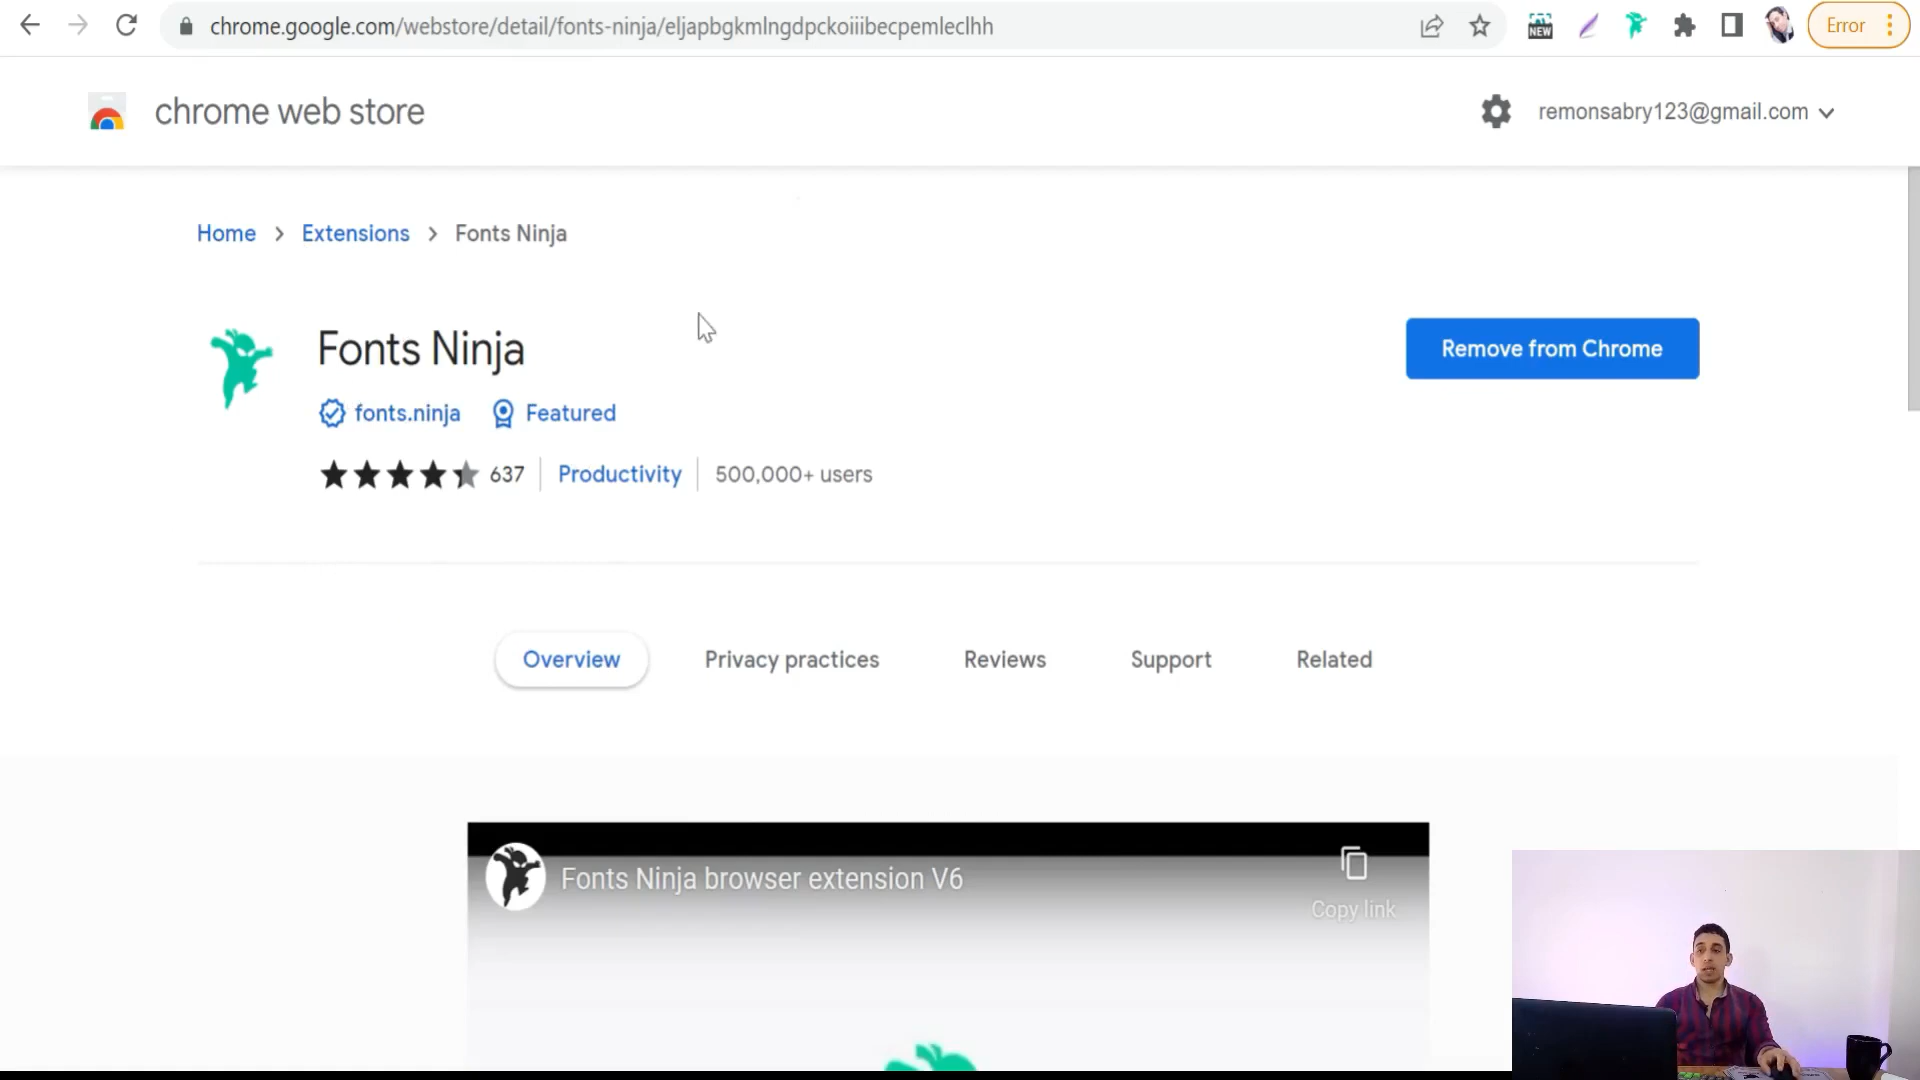 chrome.google.com/webstore/detail/fonts-ninja/eljapbgkmlngdpckoiiibecpemleclhh
NEW
Error
chrome web store
remonsabry123@gmail.com
Home > Extensions > Fonts Ninja
Fonts Ninja
Remove from Chrome
fonts.ninja Featured
637 Productivity 500,000+ users
Overview Privacy practices Reviews Support Related
Fonts Ninja browser extension V6
Copy link